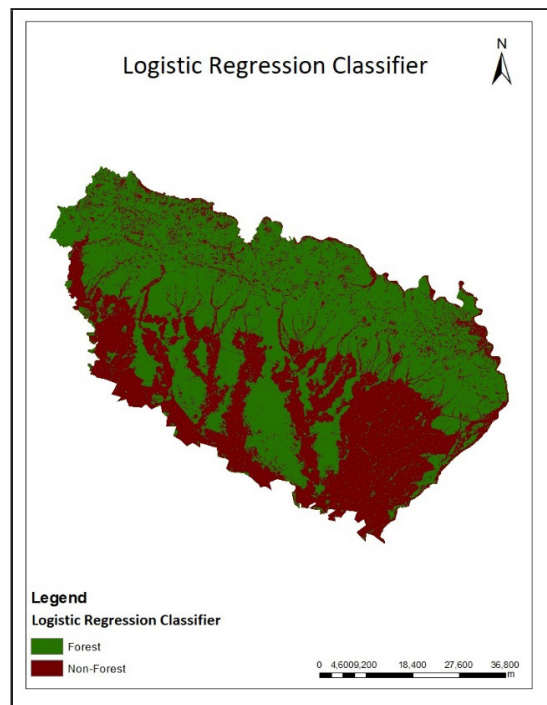 N
Logistic Regression Classifier
Legend
Logistic Regression Classifier
Forest
Non-Forest
0 4,6009,200 18,400 27,600 36,800
m